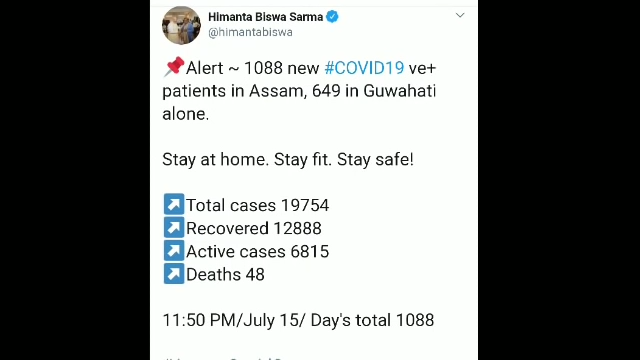 Himanta Biswa Sarma
@himantabiswa
📌Alert ~ 1088 new #COVID19 ve+
patients in Assam, 649 in Guwahati
alone.
Stay at home. Stay fit. Stay safe!
↗️Total cases 19754
↗️Recovered 12888
↗️Active cases 6815
↗️Deaths 48
11:50 PM/July 15/ Day's total 1088